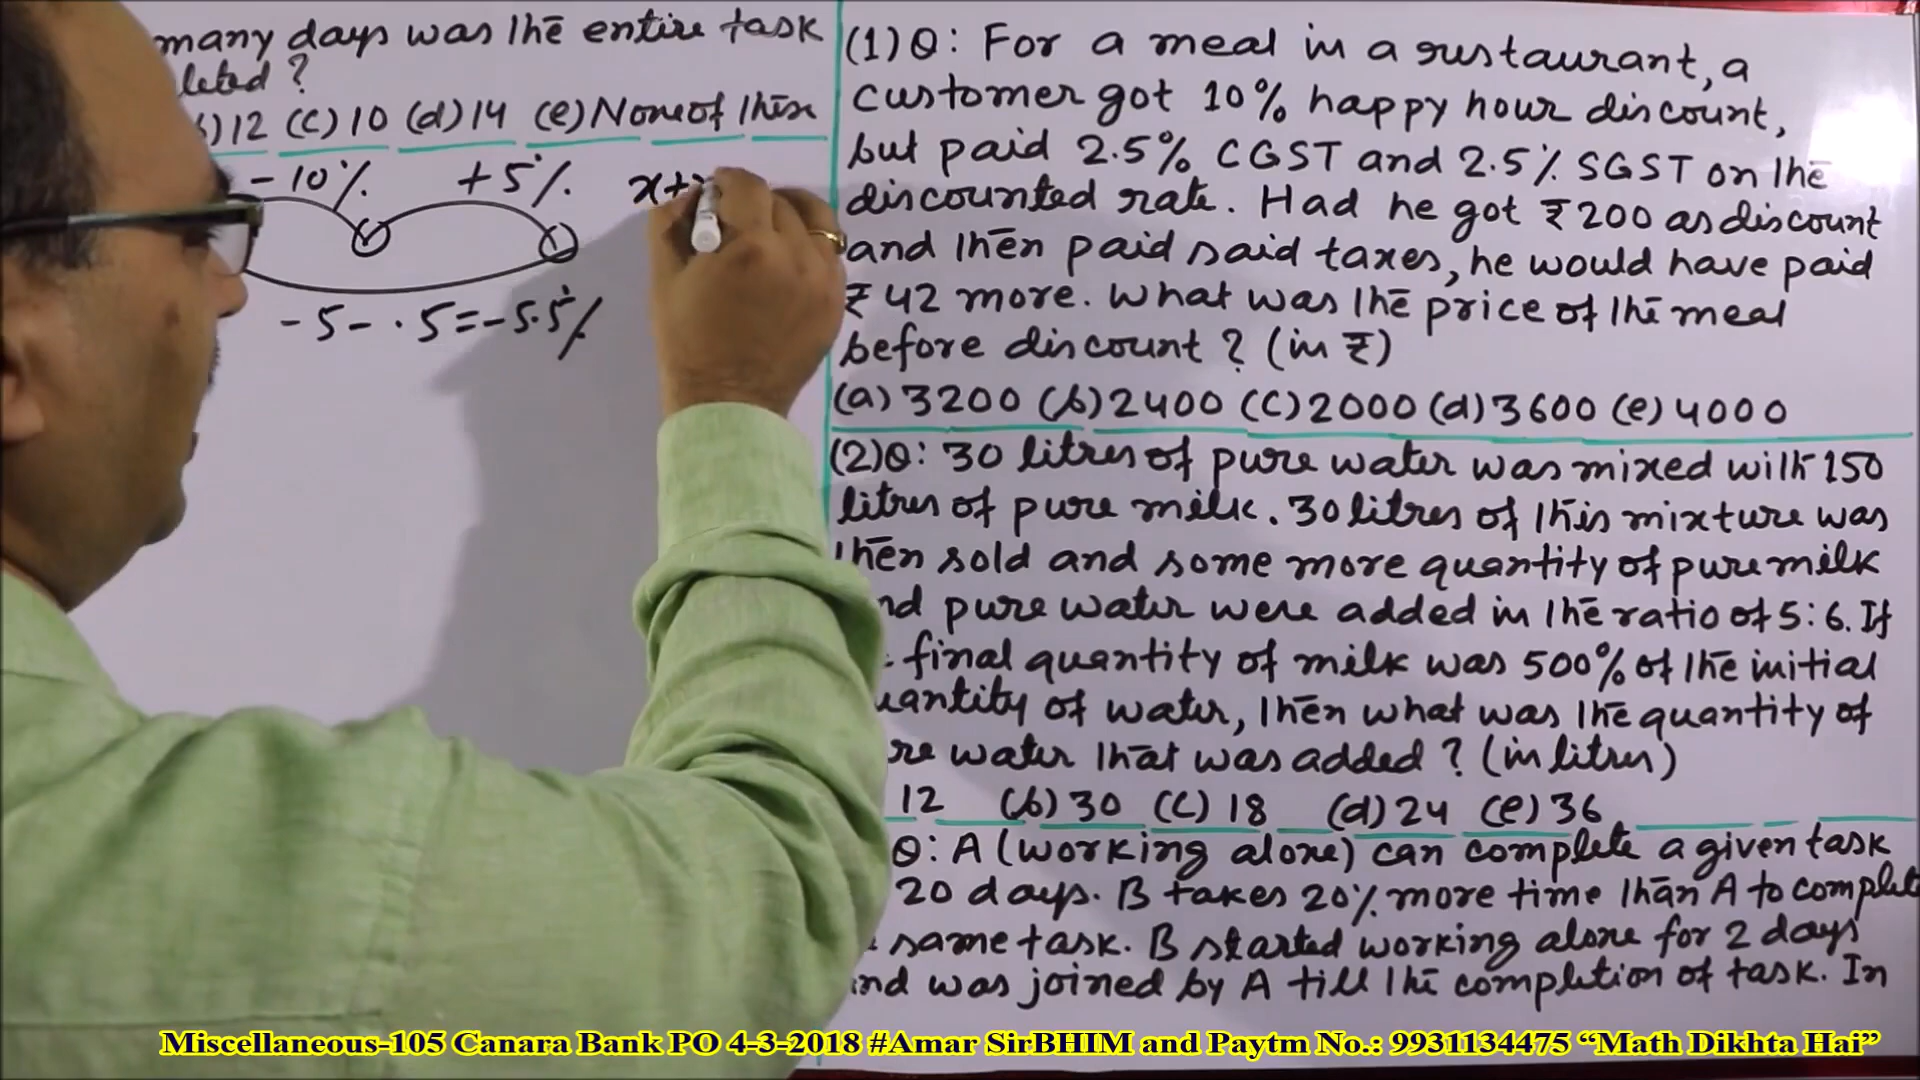 many days was the entire task
leted ?
)12 (c)10 (d)14 (e)None of these
-10% +5% x+
-5-.5=-5.5%
(1)Q: For a meal in a restaurant, a
customer got 10% happy hour discount,
but paid 2.5% CGST and 2.5% SGST on the
discounted rate. Had he got ₹200 as discount
and then paid said taxes, he would have paid
₹42 more. What was the price of the meal
before discount ? (in ₹)
(a)3200 (b)2400 (c)2000 (d)3600 (e)4000
(2)Q: 30 litres of pure water was mixed with 150
litres of pure milk. 30 litres of this mixture was
then sold and some more quantity of pure milk
nd pure water were added in the ratio of 5:6. If
final quantity of milk was 500% of the initial
uantity of water, then what was the quantity of
re water that was added ? (in litres)
12 (b)30 (c)18 (d)24 (e)36
Q: A (working alone) can complete a given task
20 days. B takes 20% more time than A to complete
same task. B started working alone for 2 days
and was joined by A till the completion of task. In
Miscellaneous-105 Canara Bank PO 4-3-2018 #Amar SirBHIM and Paytm No.: 9931134475 “Math Dikhta Hai”